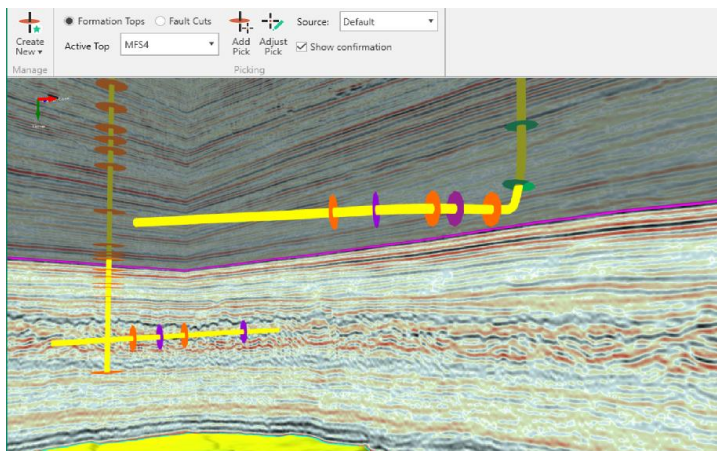 Formation Tops
Fault Cuts
Source:
Default
Create
New
Active Top
MFS4
Add
Pick
Adjust
Pick
Show confirmation
Manage
Picking